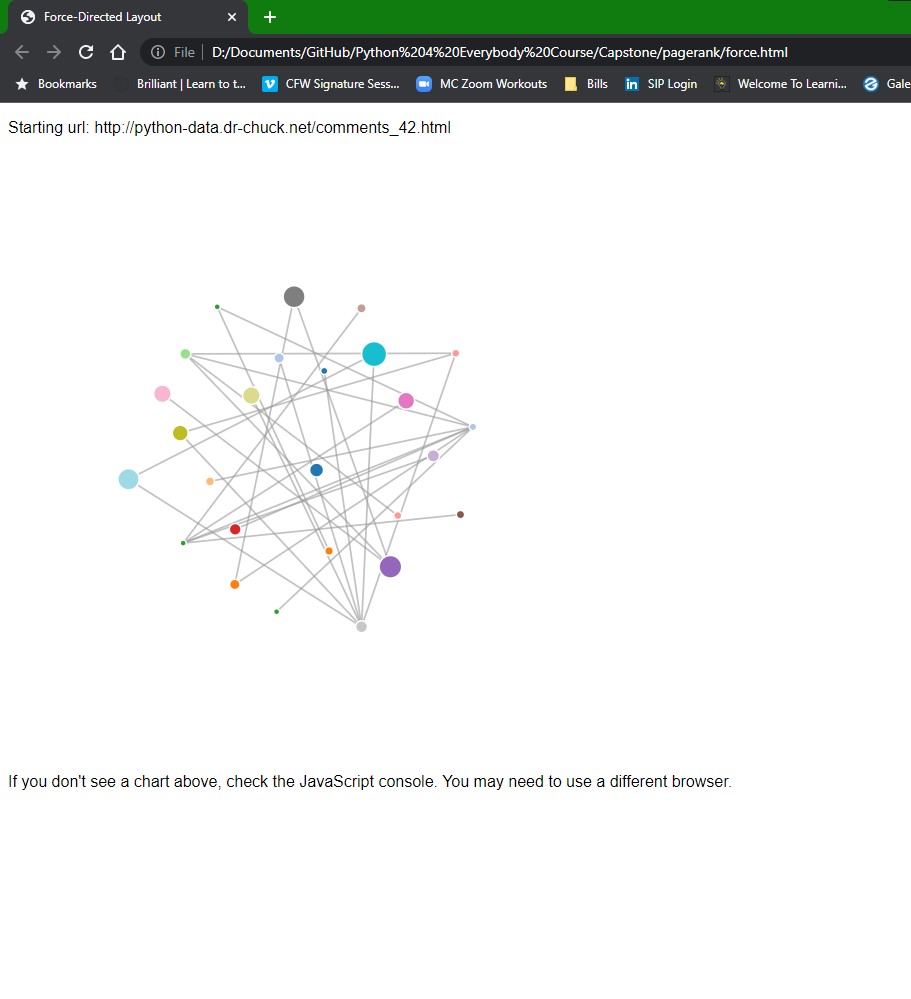 Force-Directed Layout
File D:/Documents/GitHub/Python%204%20Everybody%20Course/Capstone/pagerank/force.html
Bookmarks Brilliant | Learn to t... CFW Signature Sess... MC Zoom Workouts Bills SIP Login Welcome To Learni... Gale
Starting url: http://python-data.dr-chuck.net/comments_42.html
If you don't see a chart above, check the JavaScript console. You may need to use a different browser.